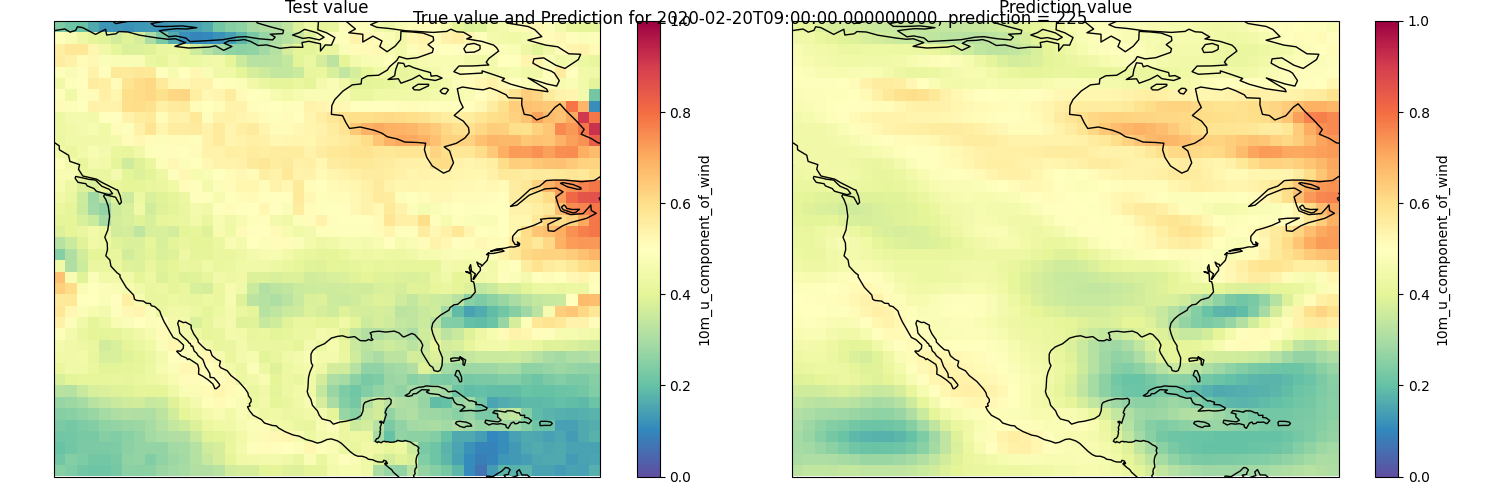 Test value
Prediction value
True value and Prediction for 2020-02-20T09:00:00.000000000, prediction = 225
1.0
0.8
0.6
0.4
0.2
0.0
10m_u_component_of_wind
1.0
0.8
0.6
0.4
0.2
0.0
10m_u_component_of_wind